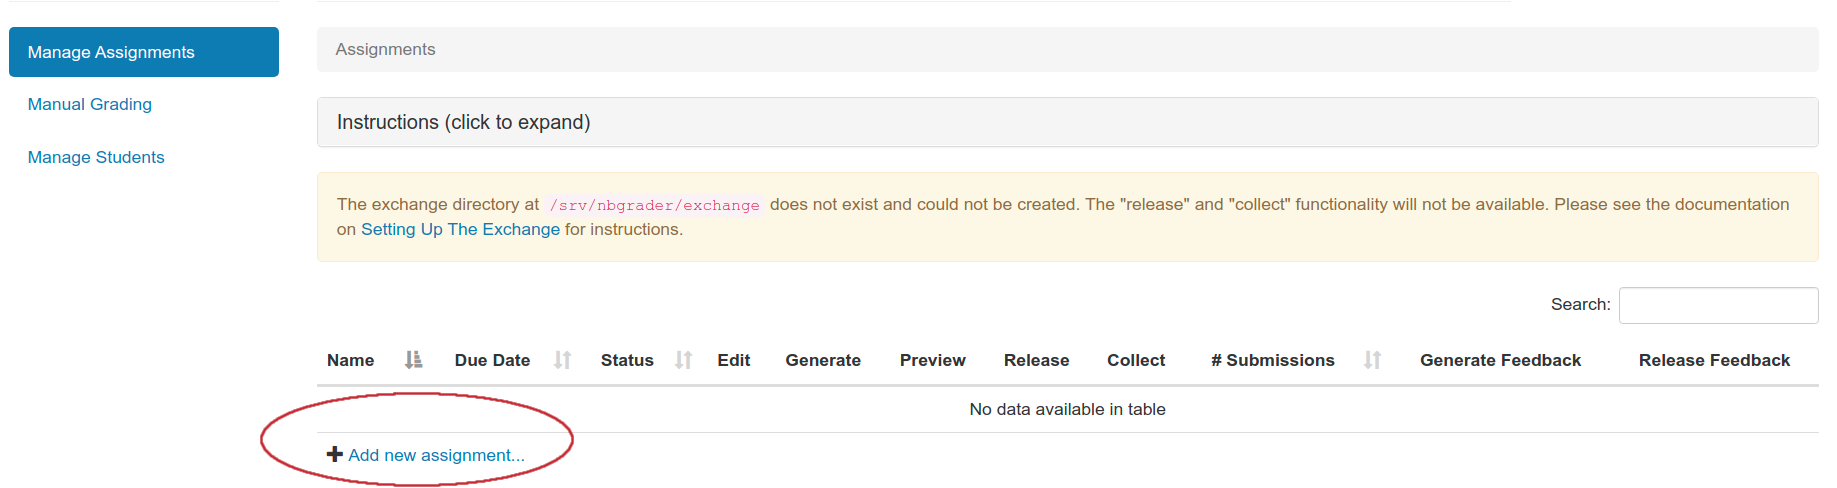 Manage Assignments
Manual Grading
Manage Students
Assignments
Instructions (click to expand)
The exchange directory at /srv/nbgrader/exchange does not exist and could not be created. The "release" and "collect" functionality will not be available. Please see the documentation
on Setting Up The Exchange for instructions.
Search:
Name Due Date Status Edit Generate Preview Release Collect # Submissions Generate Feedback Release Feedback
No data available in table
Add new assignment...